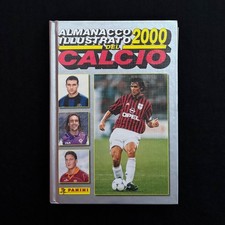 ALMANACCO
ILLUSTRATO 2000
DEL
CALCIO
OPEL
PANINI